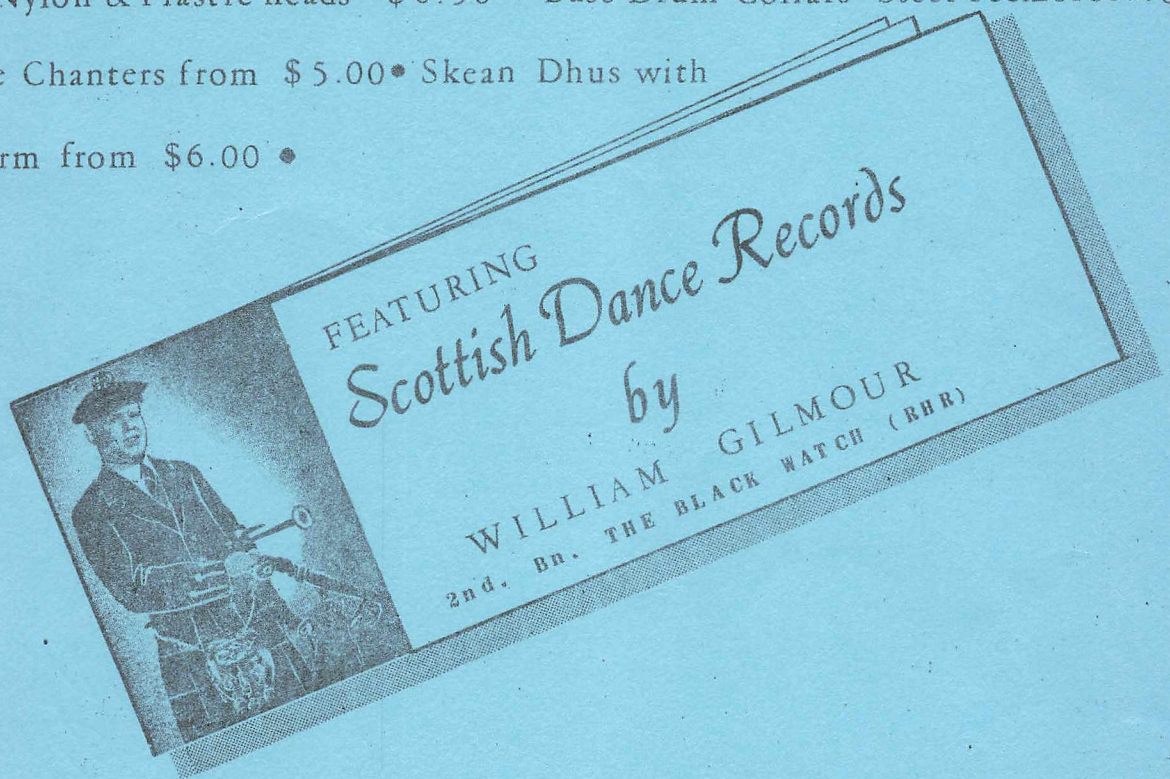 Nylon & Plastic heads $6.50 Bass Drum Collars Steel
e Chanters from $5.00• Skean Dhus with
rm from $6.00 •
FEATURING
Scottish Dance Records
by
WILLIAM GILMOUR
2nd. Bn. THE BLACK WATCH (RHR)